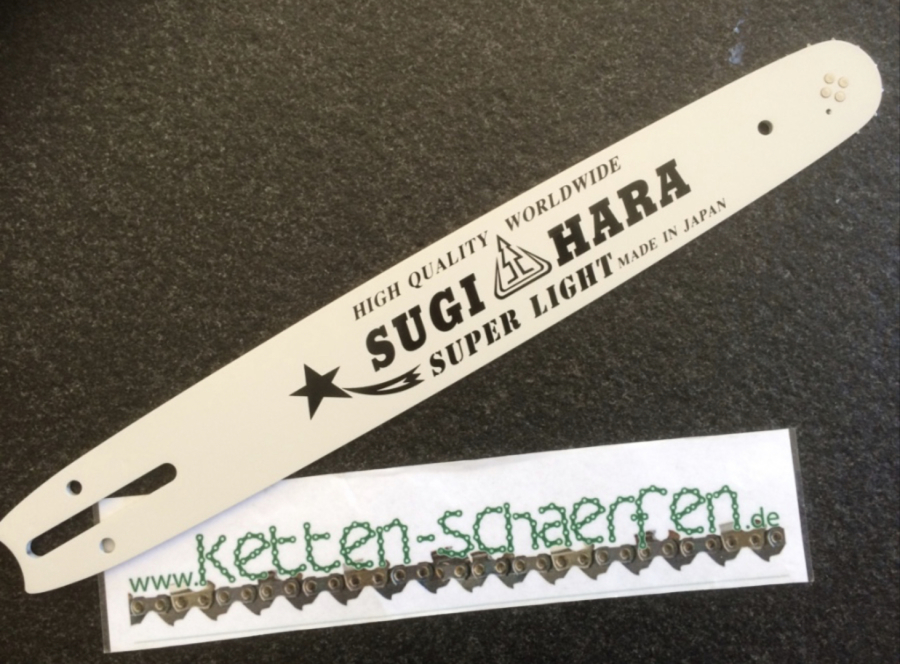 HIGH QUALITY WORLDWIDE
SUGI HARA
SUPER LIGHT MADE IN JAPAN
www.ketten-schaerfen.de